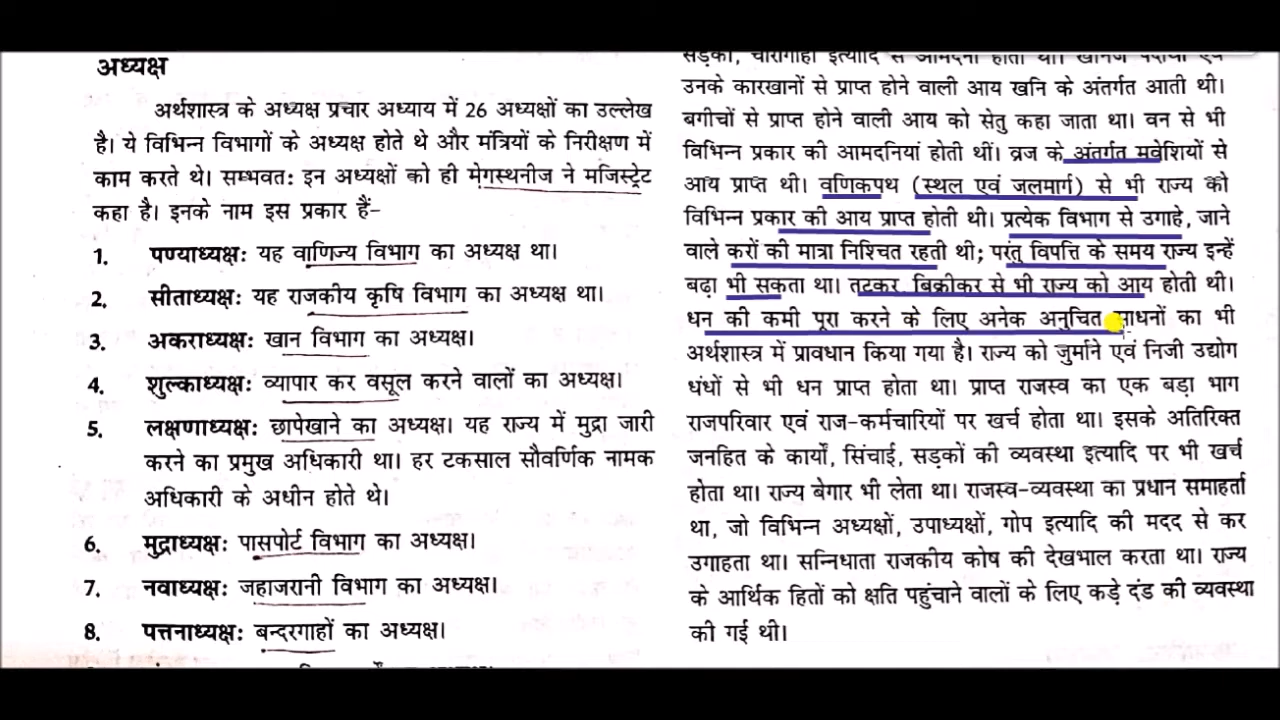 अध्यक्ष
अर्थशास्त्र के अध्यक्ष प्रचार अध्याय में 26 अध्यक्षों का उल्लेख
है। ये विभिन्न विभागों के अध्यक्ष होते थे और मंत्रियों के निरीक्षण में
काम करते थे। सम्भवत: इन अध्यक्षों को ही मेगस्थनीज ने मजिस्ट्रेट
कहा है। इनके नाम इस प्रकार हैं-
1. पण्याध्यक्ष: यह वाणिज्य विभाग का अध्यक्ष था।
2. सीताध्यक्ष: यह राजकीय कृषि विभाग का अध्यक्ष था।
3. अकराध्यक्ष: खान विभाग का अध्यक्ष।
4. शुल्काध्यक्ष: व्यापार कर वसूल करने वालों का अध्यक्ष।
5. लक्षणाध्यक्ष: छापेखाने का अध्यक्ष। यह राज्य में मुद्रा जारी
करने का प्रमुख अधिकारी था। हर टकसाल सौवर्णिक नामक
अधिकारी के अधीन होते थे।
6. मुद्राध्यक्ष: पासपोर्ट विभाग का अध्यक्ष।
7. नवाध्यक्ष: जहाजरानी विभाग का अध्यक्ष।
8. पत्तनाध्यक्ष: बन्दरगाहों का अध्यक्ष।
सड़कों, चारागाहों इत्यादि से आमदनी होती थी। खनिज पदार्थों एवं
उनके कारखानों से प्राप्त होने वाली आय खनि के अंतर्गत आती थी।
बगीचों से प्राप्त होने वाली आय को सेतु कहा जाता था। वन से भी
विभिन्न प्रकार की आमदनियां होती थीं। व्रज के अंतर्गत मवेशियों से
आय प्राप्त थी। वणिकपथ (स्थल एवं जलमार्ग) से भी राज्य को
विभिन्न प्रकार की आय प्राप्त होती थी। प्रत्येक विभाग से उगाहे, जाने
वाले करों की मात्रा निश्चित रहती थी; परंतु विपत्ति के समय राज्य इन्हें
बढ़ा भी सकता था। तटकर बिक्रीकर से भी राज्य को आय होती थी।
धन की कमी पूरा करने के लिए अनेक अनुचित साधनों का भी
अर्थशास्त्र में प्रावधान किया गया है। राज्य को जुर्माने एवं निजी उद्योग
धंधों से भी धन प्राप्त होता था। प्राप्त राजस्व का एक बड़ा भाग
राजपरिवार एवं राज-कर्मचारियों पर खर्च होता था। इसके अतिरिक्त
जनहित के कार्यों, सिंचाई, सड़कों की व्यवस्था इत्यादि पर भी खर्च
होता था। राज्य बेगार भी लेता था। राजस्व-व्यवस्था का प्रधान समाहर्ता
था, जो विभिन्न अध्यक्षों, उपाध्यक्षों, गोप इत्यादि की मदद से कर
उगाहता था। सन्निधाता राजकीय कोष की देखभाल करता था। राज्य
के आर्थिक हितों को क्षति पहुंचाने वालों के लिए कड़े दंड की व्यवस्था
की गई थी।